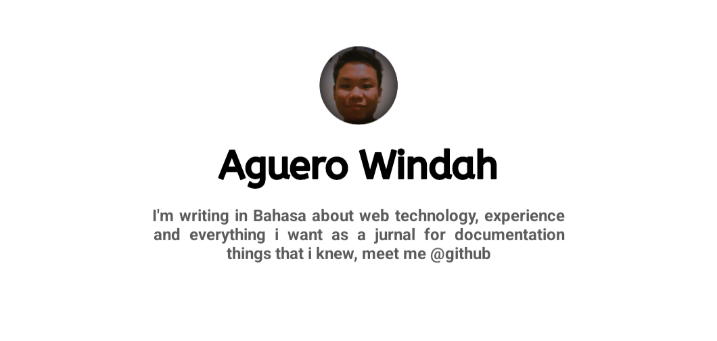 Aguero Windah
I'm writing in Bahasa about web technology, experience
and everything i want as a jurnal for documentation
things that i knew, meet me @github